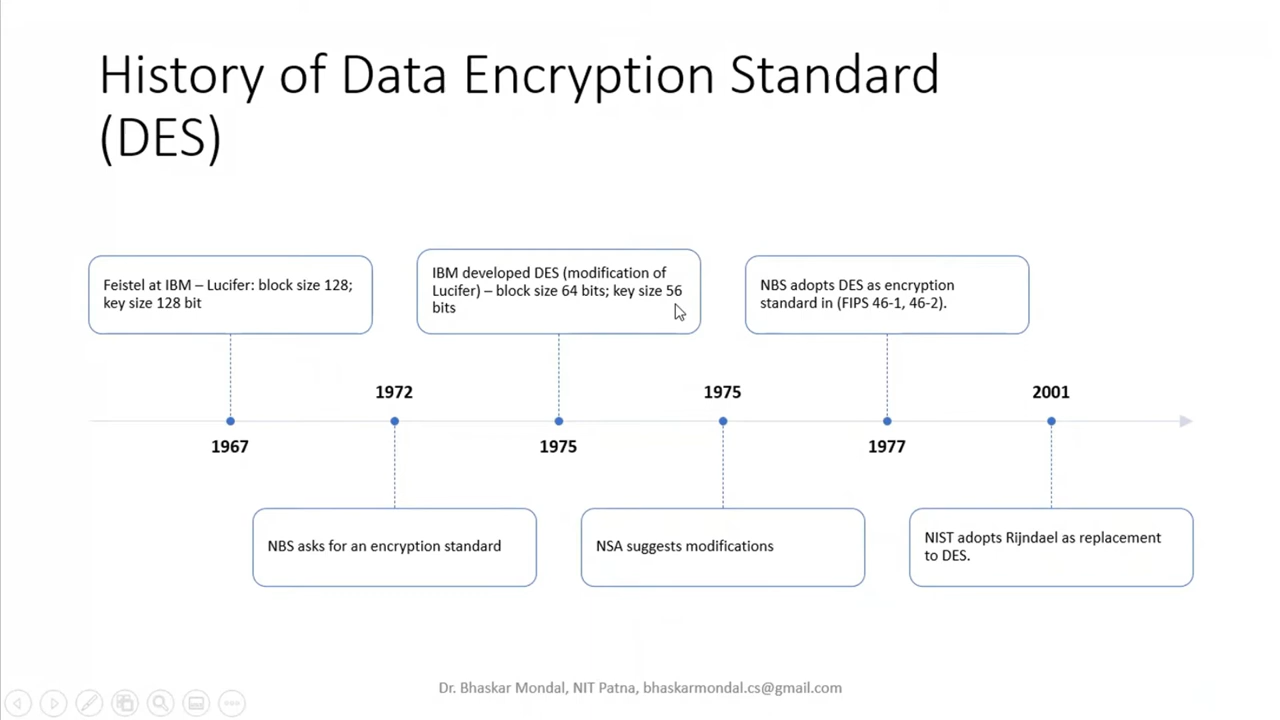 History of Data Encryption Standard
(DES)
Feistel at IBM – Lucifer: block size 128;
key size 128 bit
IBM developed DES (modification of
Lucifer) – block size 64 bits; key size 56
bits
NBS adopts DES as encryption
standard in (FIPS 46-1, 46-2).
1972
1975
2001
1967
1975
1977
NBS asks for an encryption standard
NSA suggests modifications
NIST adopts Rijndael as replacement
to DES.
Dr. Bhaskar Mondal, NIT Patna, bhaskarmondal.cs@gmail.com